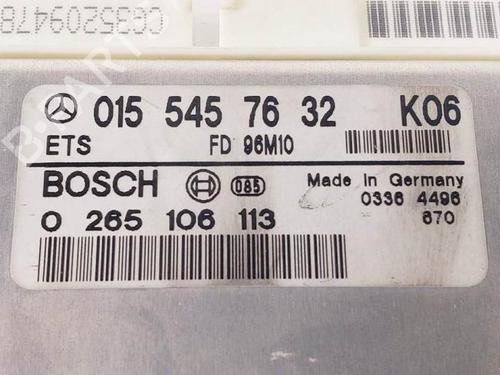 CC35209478
015 545 76 32 K06
ETS FD 96M10
BOSCH 085 Made in Germany
0 265 106 113 0336 4496
670